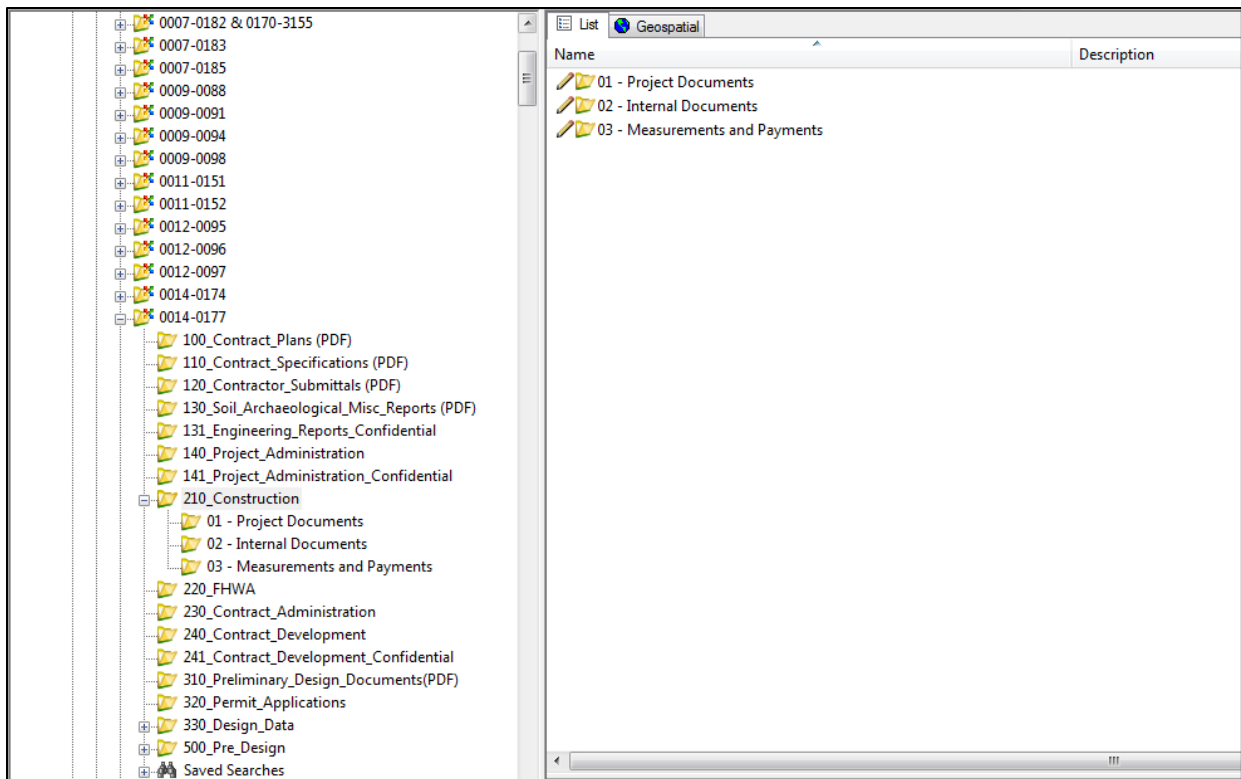 0007-0182 & 0170-3155
0007-0183
0007-0185
0009-0088
0009-0091
0009-0094
0009-0098
0011-0151
0011-0152
0012-0095
0012-0096
0012-0097
0014-0174
0014-0177
100_Contract_Plans (PDF)
110_Contract_Specifications (PDF)
120_Contractor_Submittals (PDF)
130_Soil_Archaeological_Misc_Reports (PDF)
131_Engineering_Reports_Confidential
140_Project_Administration
141_Project_Administration_Confidential
210_Construction
01 - Project Documents
02 - Internal Documents
03 - Measurements and Payments
220_FHWA
230_Contract_Administration
240_Contract_Development
241_Contract_Development_Confidential
310_Preliminary_Design_Documents(PDF)
320_Permit_Applications
330_Design_Data
500_Pre_Design
Saved Searches
List Geospatial
Name Description
01 - Project Documents
02 - Internal Documents
03 - Measurements and Payments